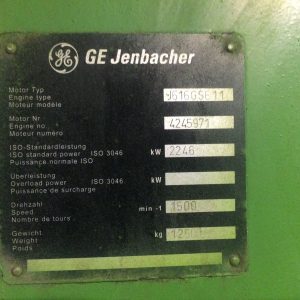 GE Jenbacher
Motor Typ
Engine type
Moteur modèle
Motor Nr
Engine no.
Moteur numéro
4245971
ISO-Standardleistung
ISO standard power ISO 3046 kW 2246
Puissance normale ISO
Überleistung
Overload power ISO 3046 kW
Puissance de surcharge
Drehzahl
Speed min -1 1500
Nombre de tours
Gewicht
Weight kg
Poids